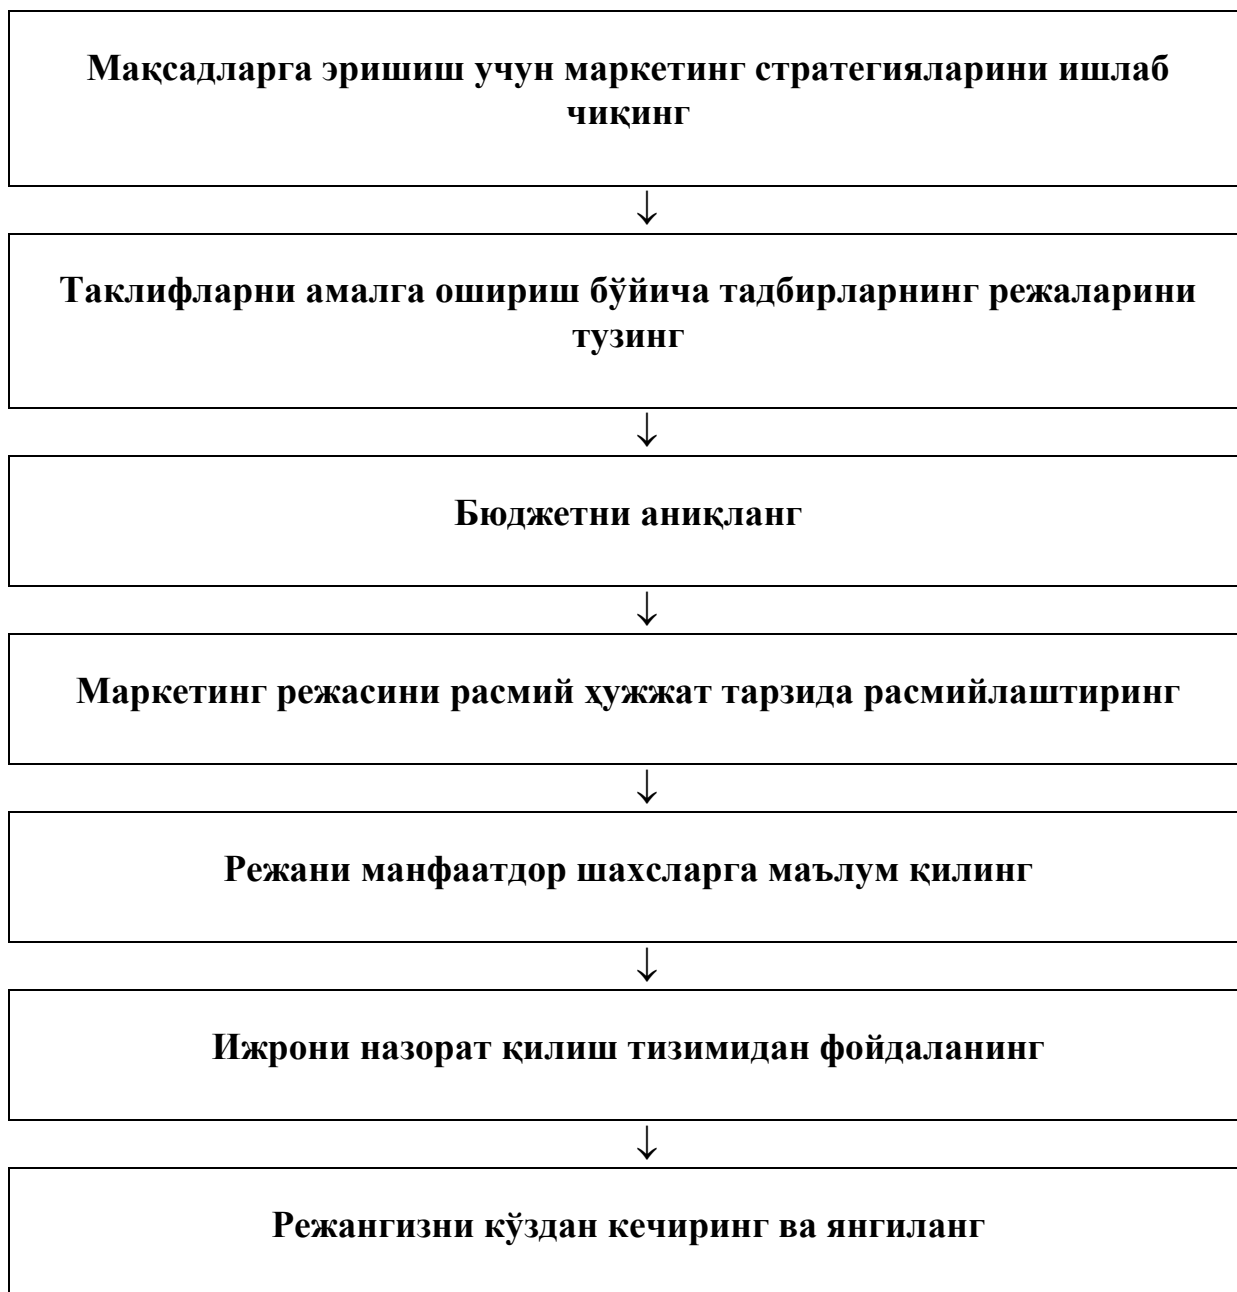 Мақсадларга эришиш учун маркетинг стратегияларини ишлаб
чиқинг
↓
Таклифларни амалга ошириш бўйича тадбирларнинг режаларини
тузинг
↓
Бюджетни аниқланг
↓
Маркетинг режасини расмий ҳужжат тарзида расмийлаштиринг
↓
Режани манфаатдор шахсларга маълум қилинг
↓
Ижрони назорат қилиш тизимидан фойдаланинг
↓
Режангизни кўздан кечиринг ва янгиланг